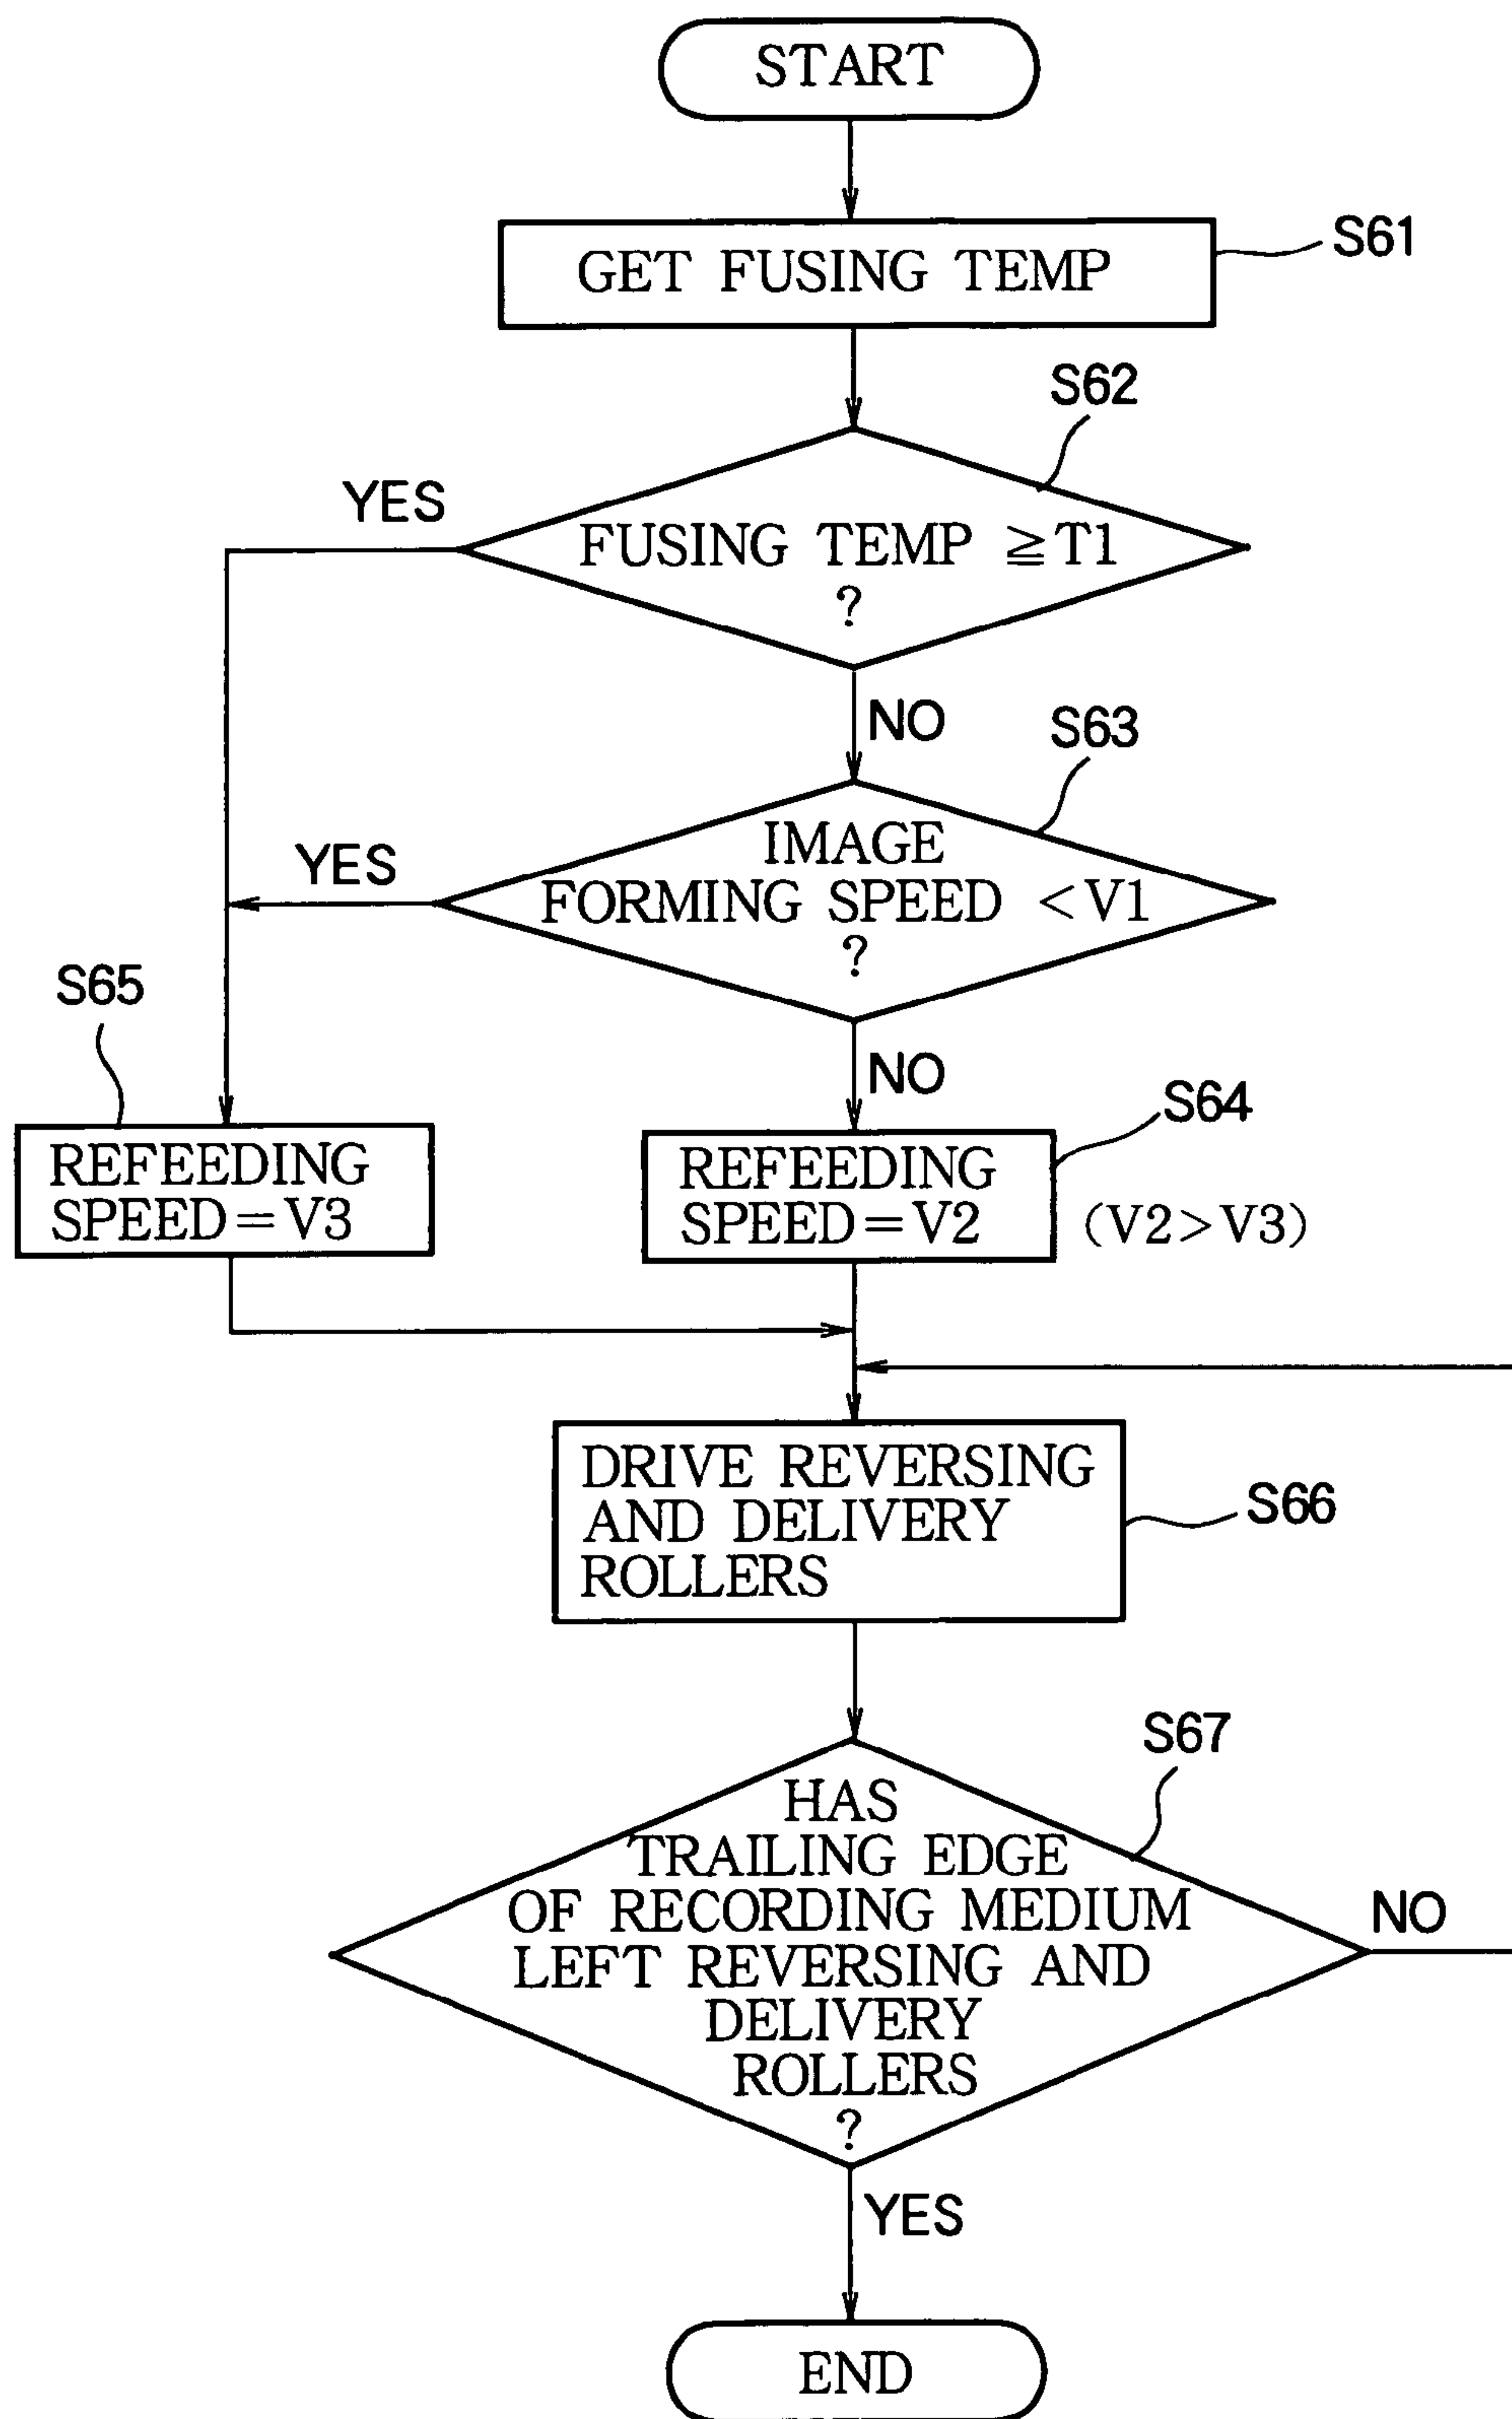 START
GET FUSING TEMP
S61
S62
YES
FUSING TEMP ≧T1
?
NO
S63
YES
IMAGE
FORMING SPEED <V1
?
S65
NO
S64
REFEEDING
SPEED=V3
REFEEDING
SPEED=V2
(V2>V3)
DRIVE REVERSING
AND DELIVERY
ROLLERS
S66
S67
HAS
TRAILING EDGE
OF RECORDING MEDIUM
LEFT REVERSING AND
DELIVERY
ROLLERS
?
NO
YES
END